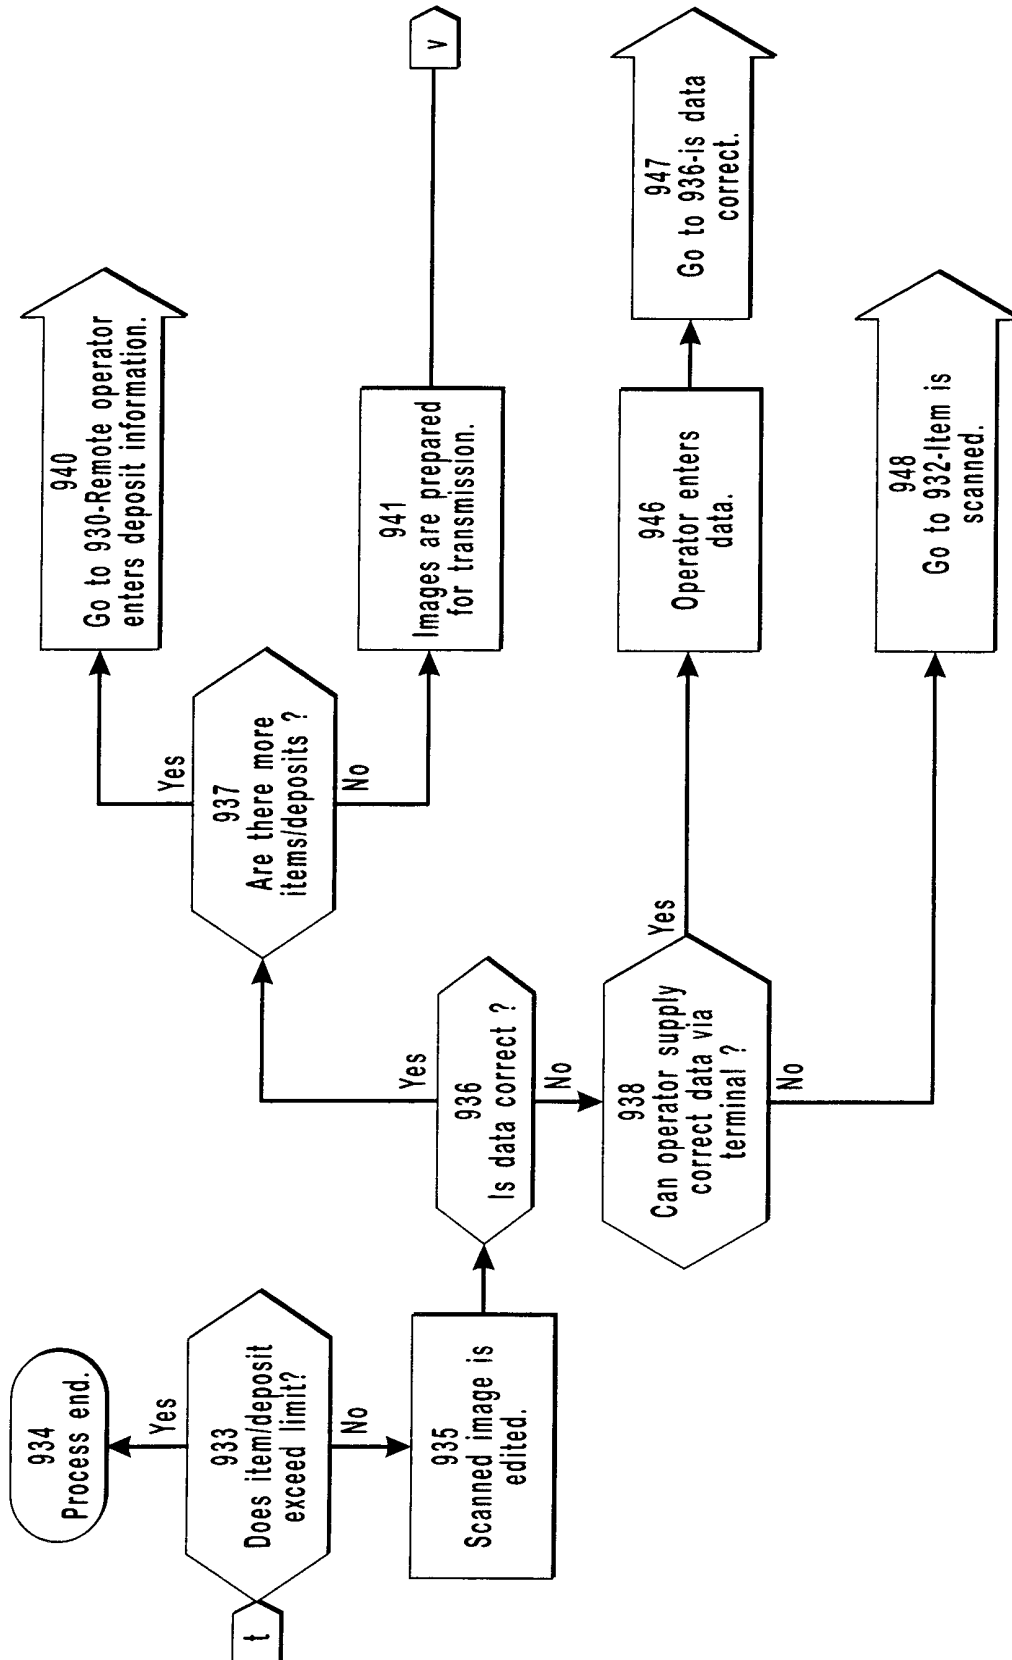 t
933
Does item/deposit
exceed limit?
Yes
No
934
Process end.
935
Scanned image is
edited.
936
Is data correct ?
Yes
No
937
Are there more
items/deposits ?
Yes
No
938
Can operator supply
correct data via
terminal ?
Yes
No
940
Go to 930-Remote operator
enters deposit information.
941
Images are prepared
for transmission.
v
946
Operator enters
data.
947
Go to 936-is data
correct.
948
Go to 932-Item is
scanned.